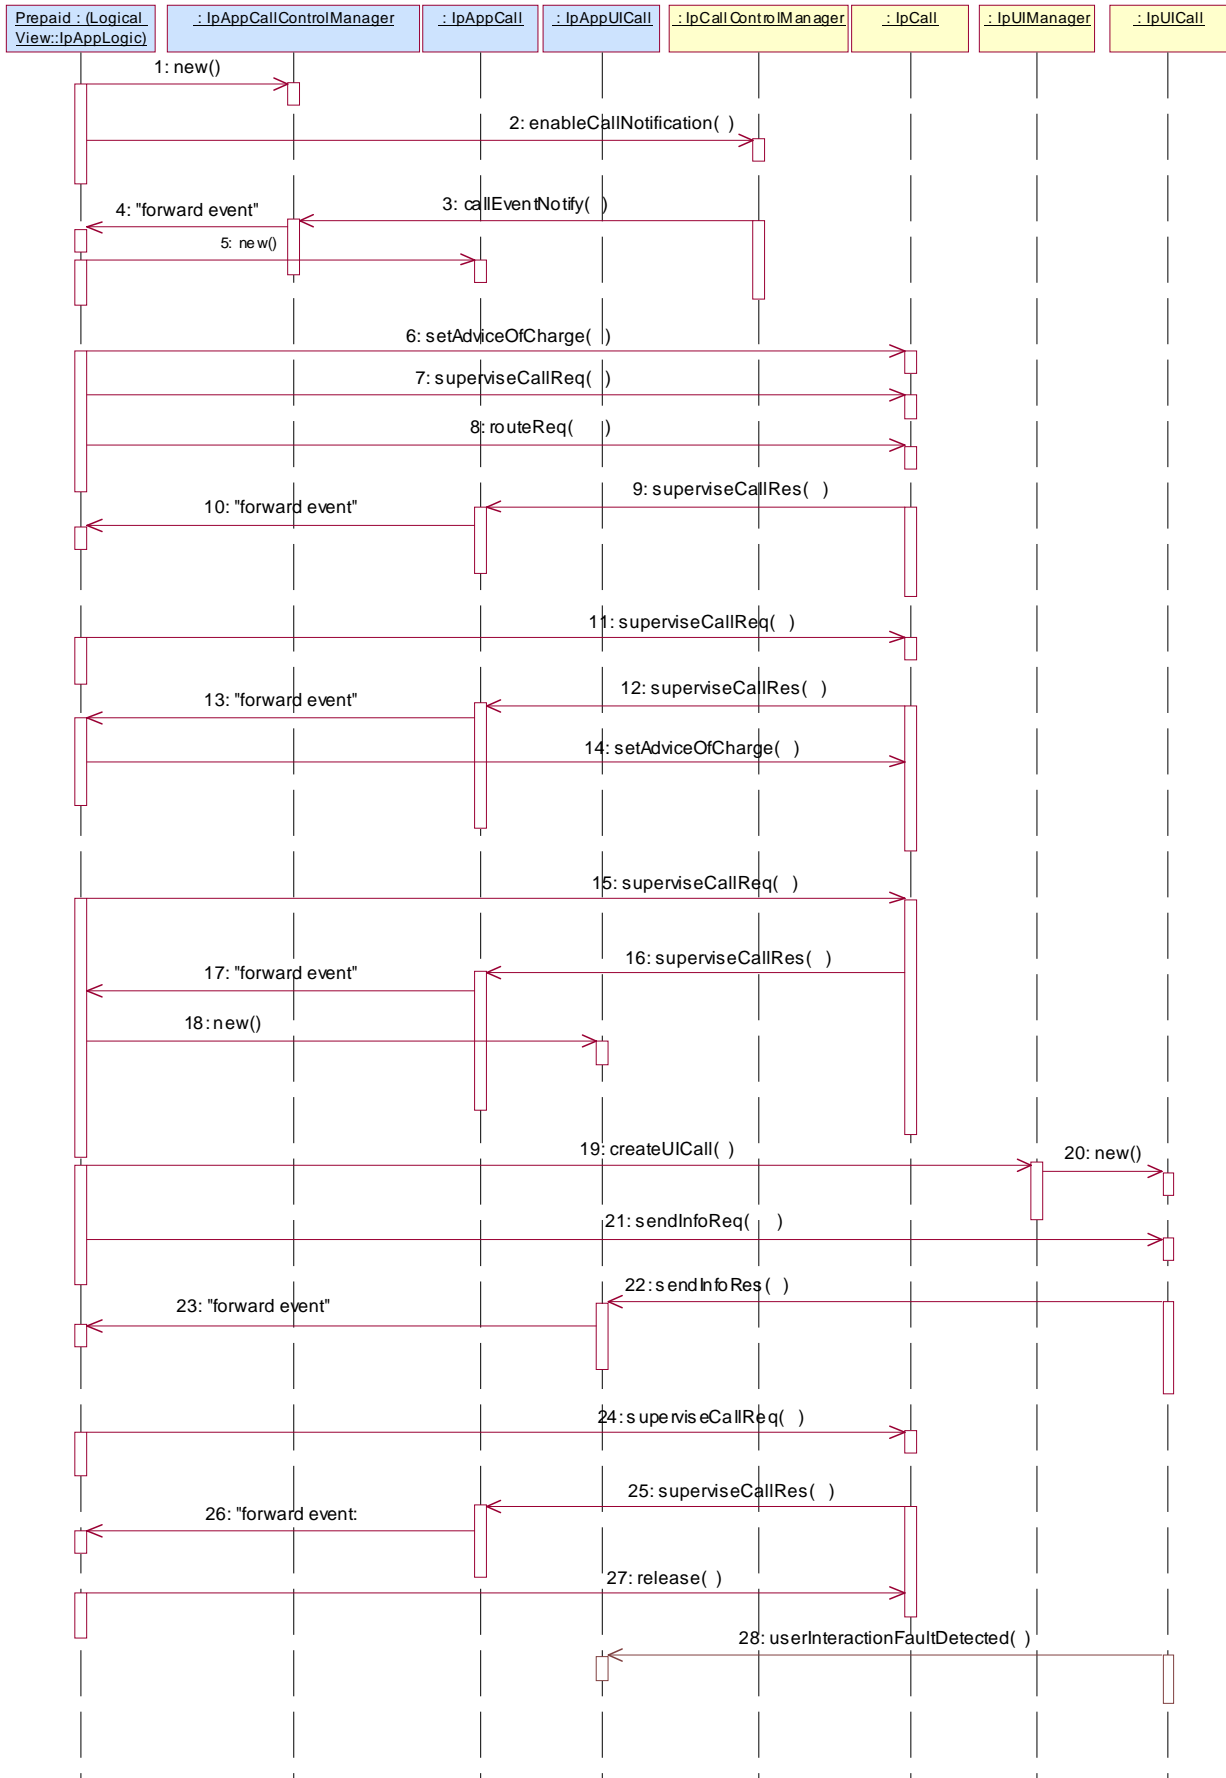 Prepaid : (Logical
View::IpAppLogic)
: IpAppCallControlManager
: IpAppCall
: IpAppUICall
: IpCallControlManager
: IpCall
: IpUIManager
: IpUICall
1: new()
2: enableCallNotification( )
3: callEventNotify( )
4: "forward event"
5: new()
6: setAdviceOfCharge( )
7: superviseCallReq( )
8: routeReq( )
9: superviseCallRes( )
10: "forward event"
11: superviseCallReq( )
12: superviseCallRes( )
13: "forward event"
14: setAdviceOfCharge( )
15: superviseCallReq( )
16: superviseCallRes( )
17: "forward event"
18: new()
19: createUICall( )
20: new()
21: sendInfoReq( )
22: sendInfoRes( )
23: "forward event"
24: superviseCallReq( )
25: superviseCallRes( )
26: "forward event:
27: release( )
28: userInteractionFaultDetected( )